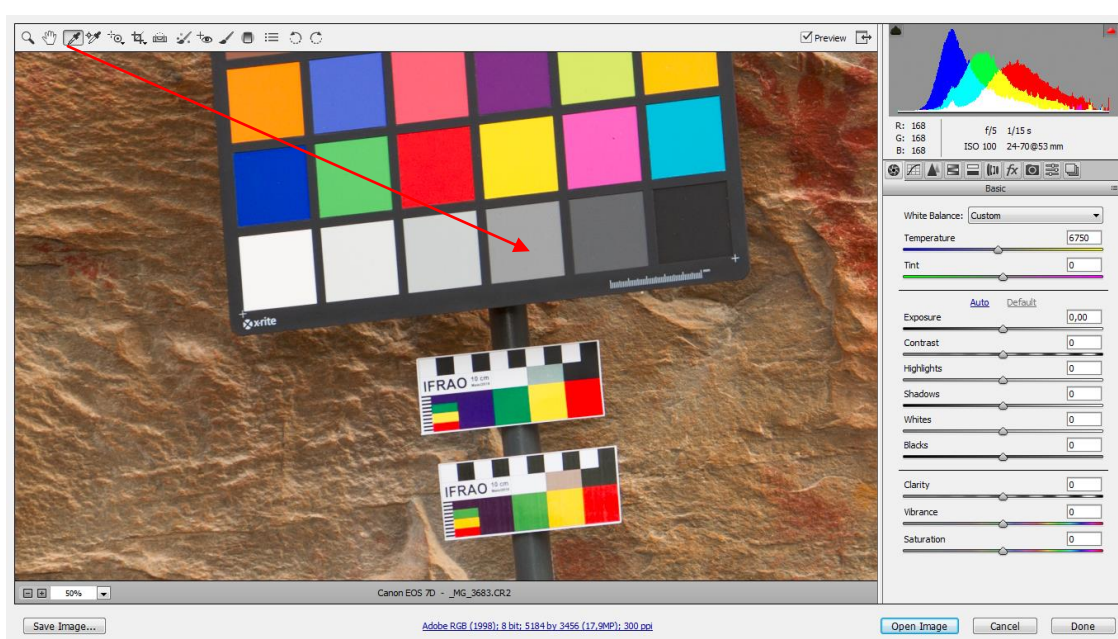 Preview
R: 168
G: 168
B: 168
f/5 1/15 s
ISO 100 24-70@53 mm
fx
Basic
White Balance: Custom
Temperature 6750
Tint 0
Auto Default
Exposure 0,00
Contrast 0
Highlights 0
Shadows 0
Whites 0
Blacks 0
Clarity 0
Vibrance 0
Saturation 0
x-rite
IFRAO 10 cm
IFRAO 10 cm
50%
Canon EOS 7D - _MG_3683.CR2
Save Image...
Adobe RGB (1998); 8 bit; 5184 by 3456 (17,9MP); 300 ppi
Open Image
Cancel
Done